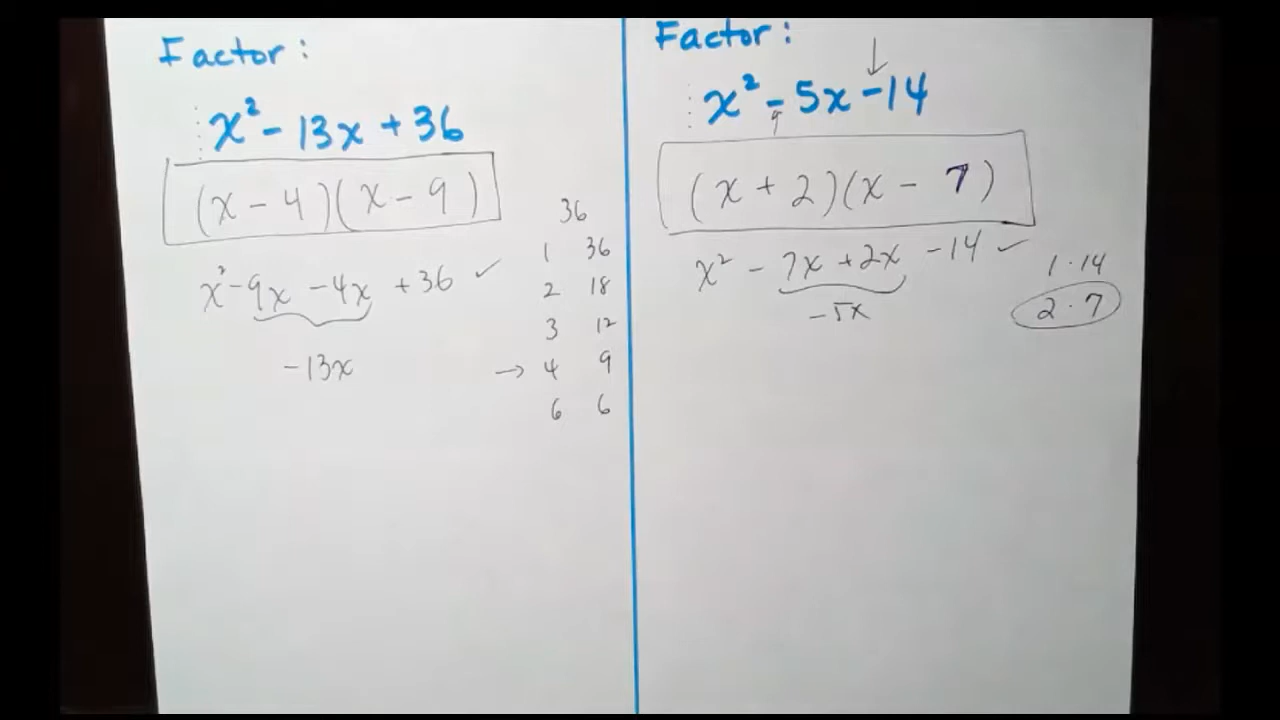 Factor:
x² - 13x + 36
(x - 4)(x - 9)
x² - 9x - 4x + 36 ✓
- 13x
36
1 36
2 18
3 12
→ 4 9
6 6
Factor:
↓
x² - 5x - 14
(x + 2)(x - 7)
x² - 7x + 2x - 14 ✓
- 5x
1 · 14
2 · 7